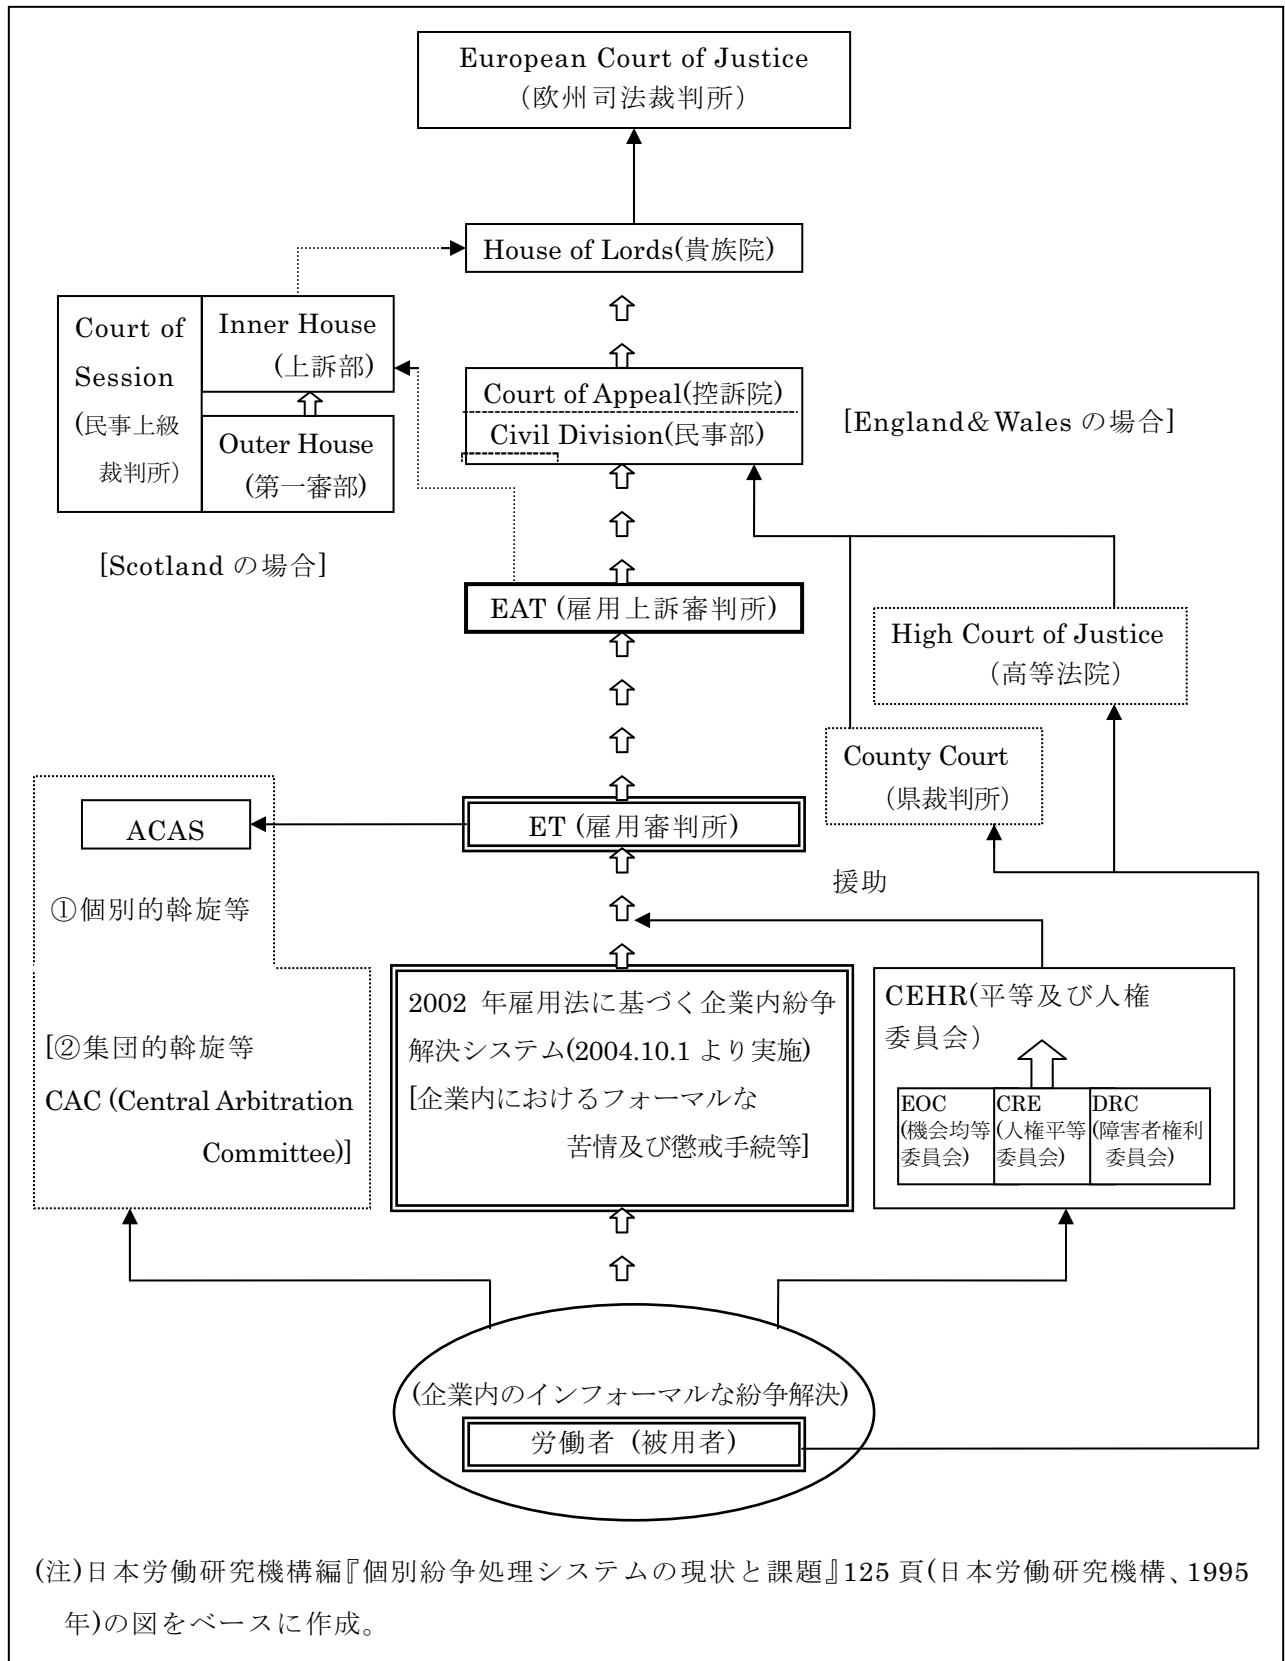 European Court of Justice
（欧州司法裁判所）
House of Lords(貴族院)
Court of
Session
(民事上級
裁判所）
Inner House
(上訴部)
Outer House
(第一審部)
[Scotland の場合]
Court of Appeal(控訴院)
Civil Division(民事部)
[England＆Wales の場合]
EAT (雇用上訴審判所)
High Court of Justice
（高等法院）
County Court
（県裁判所）
ACAS
ET (雇用審判所)
援助
①個別的斡旋等
[②集団的斡旋等
CAC (Central Arbitration
Committee)]
2002 年雇用法に基づく企業内紛争
解決システム(2004.10.1 より実施)
[企業内におけるフォーマルな
苦情及び懲戒手続等]
CEHR(平等及び人権
委員会）
EOC
(機会均等
委員会)
CRE
(人権平等
委員会)
DRC
(障害者権利
委員会)
(企業内のインフォーマルな紛争解決)
労働者 (被用者)
(注)日本労働研究機構編『個別紛争処理システムの現状と課題』125 頁(日本労働研究機構、1995
年)の図をベースに作成。